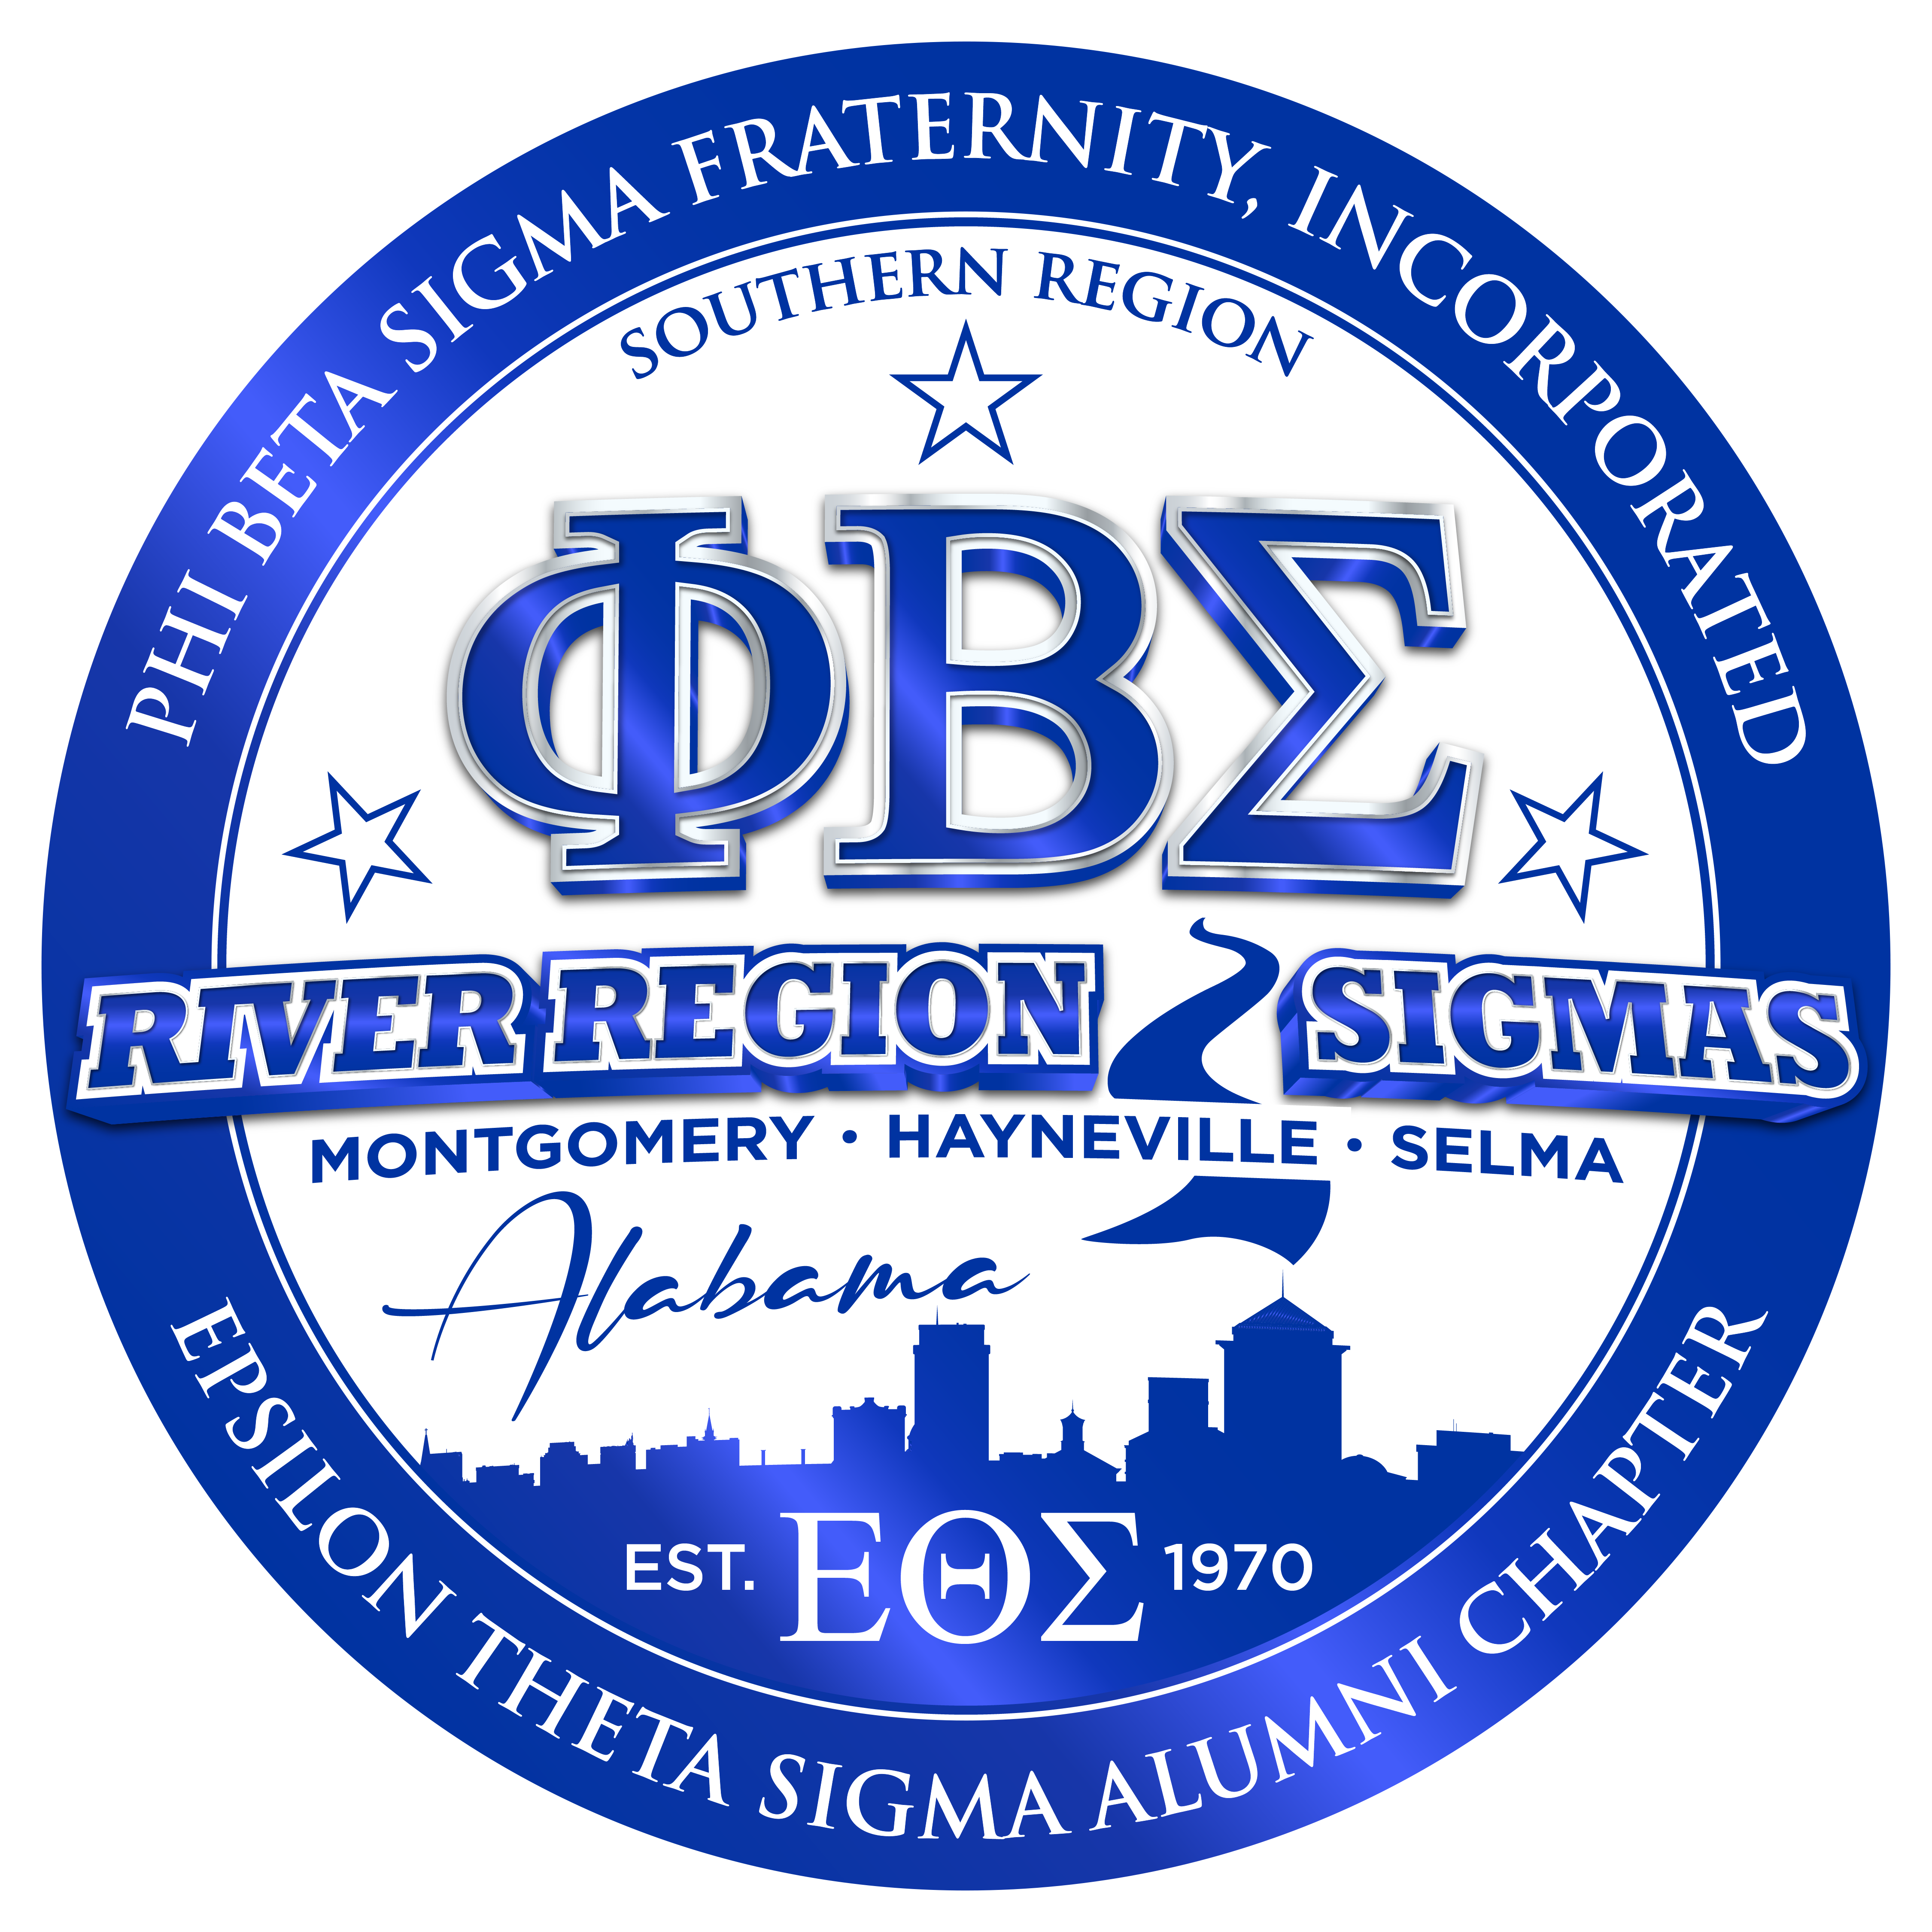 PHI BETA SIGMA FRATERNITY, INCORPORATED
SOUTHERN REGION
ΦΒΣ
RIVER REGION SIGMAS
MONTGOMERY • HAYNEVILLE • SELMA
Alabama
EST. ΕΘΣ 1970
EPSILON THETA SIGMA ALUMNI CHAPTER